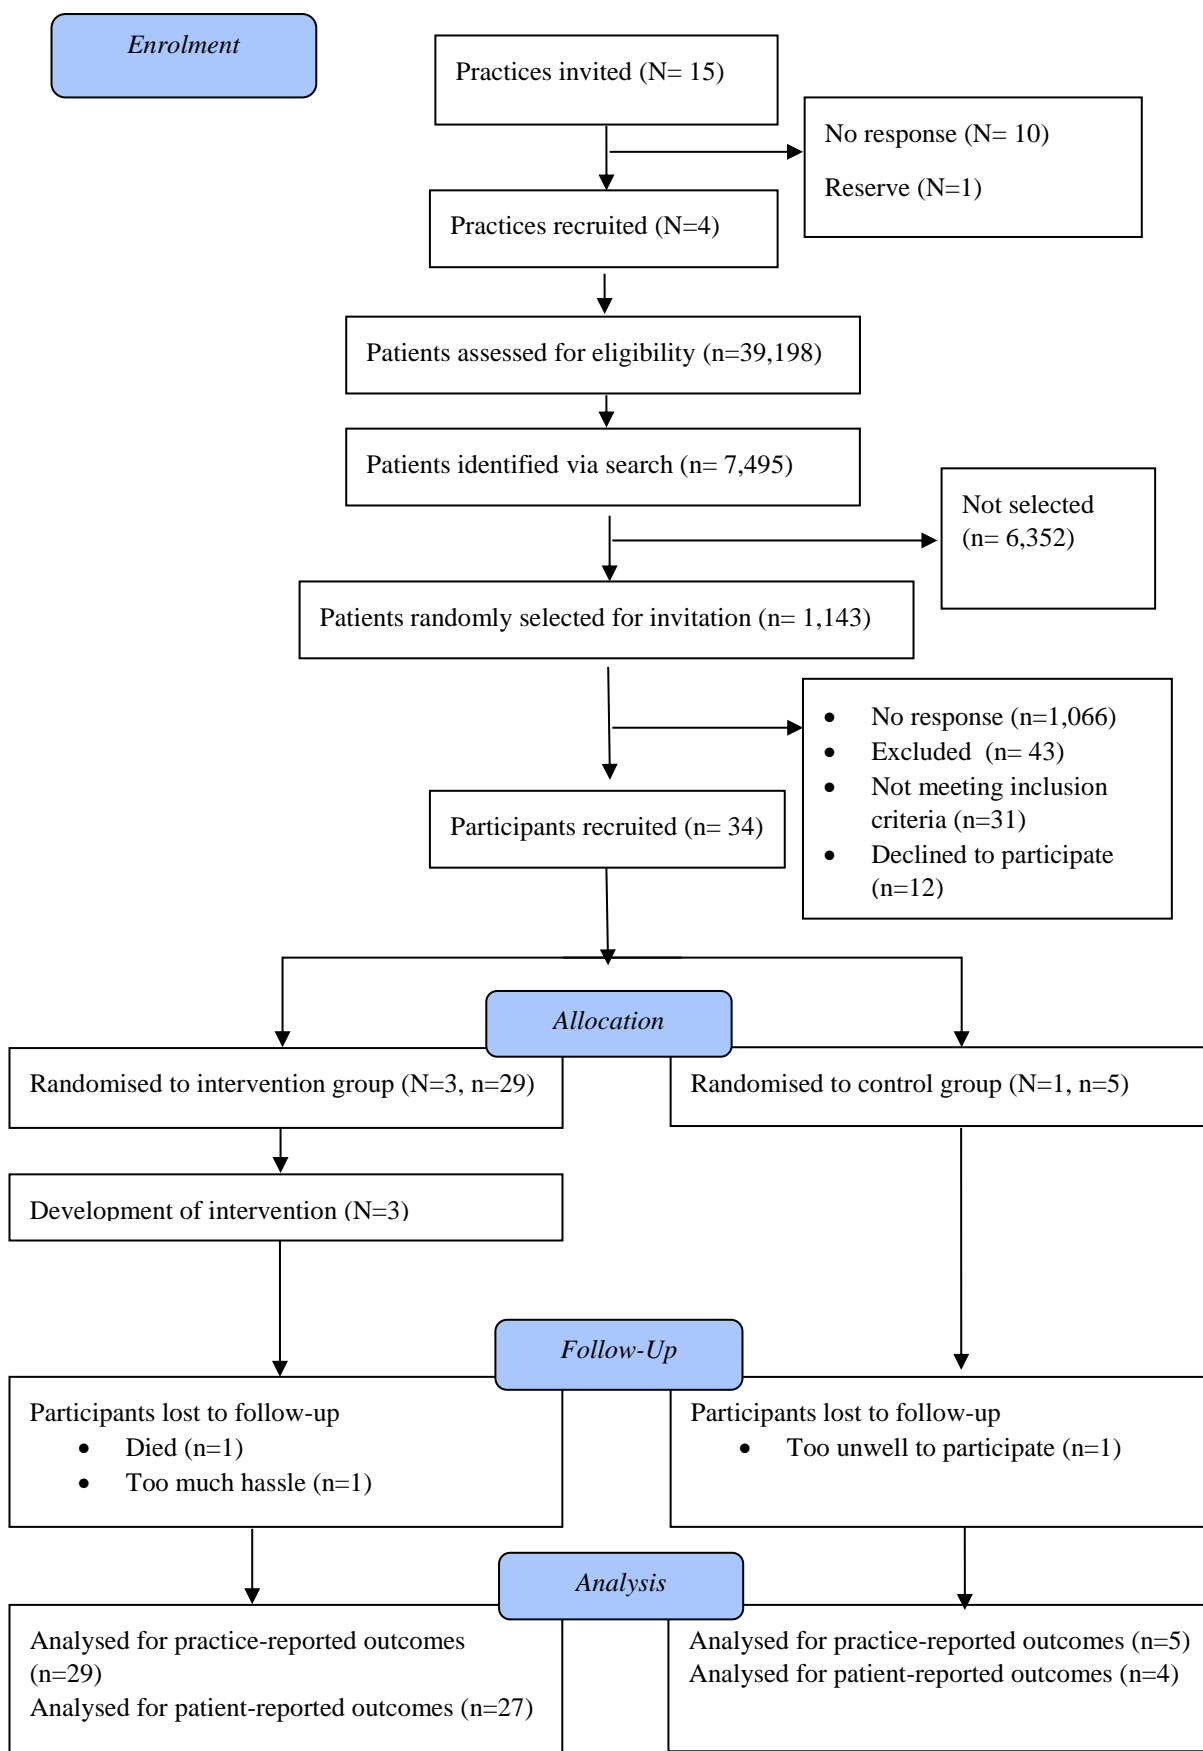 Enrolment
Practices invited (N= 15)
No response (N= 10)
Reserve (N=1)
Practices recruited (N=4)
Patients assessed for eligibility (n=39,198)
Patients identified via search (n= 7,495)
Not selected
(n= 6,352)
Patients randomly selected for invitation (n= 1,143)
• No response (n=1,066)
• Excluded  (n= 43)
• Not meeting inclusion
criteria (n=31)
• Declined to participate
(n=12)
Participants recruited (n= 34)
Allocation
Randomised to intervention group (N=3, n=29)
Randomised to control group (N=1, n=5)
Development of intervention (N=3)
Follow-Up
Participants lost to follow-up
• Died (n=1)
• Too much hassle (n=1)
Participants lost to follow-up
• Too unwell to participate (n=1)
Analysis
Analysed for practice-reported outcomes
(n=29)
Analysed for patient-reported outcomes (n=27)
Analysed for practice-reported outcomes (n=5)
Analysed for patient-reported outcomes (n=4)